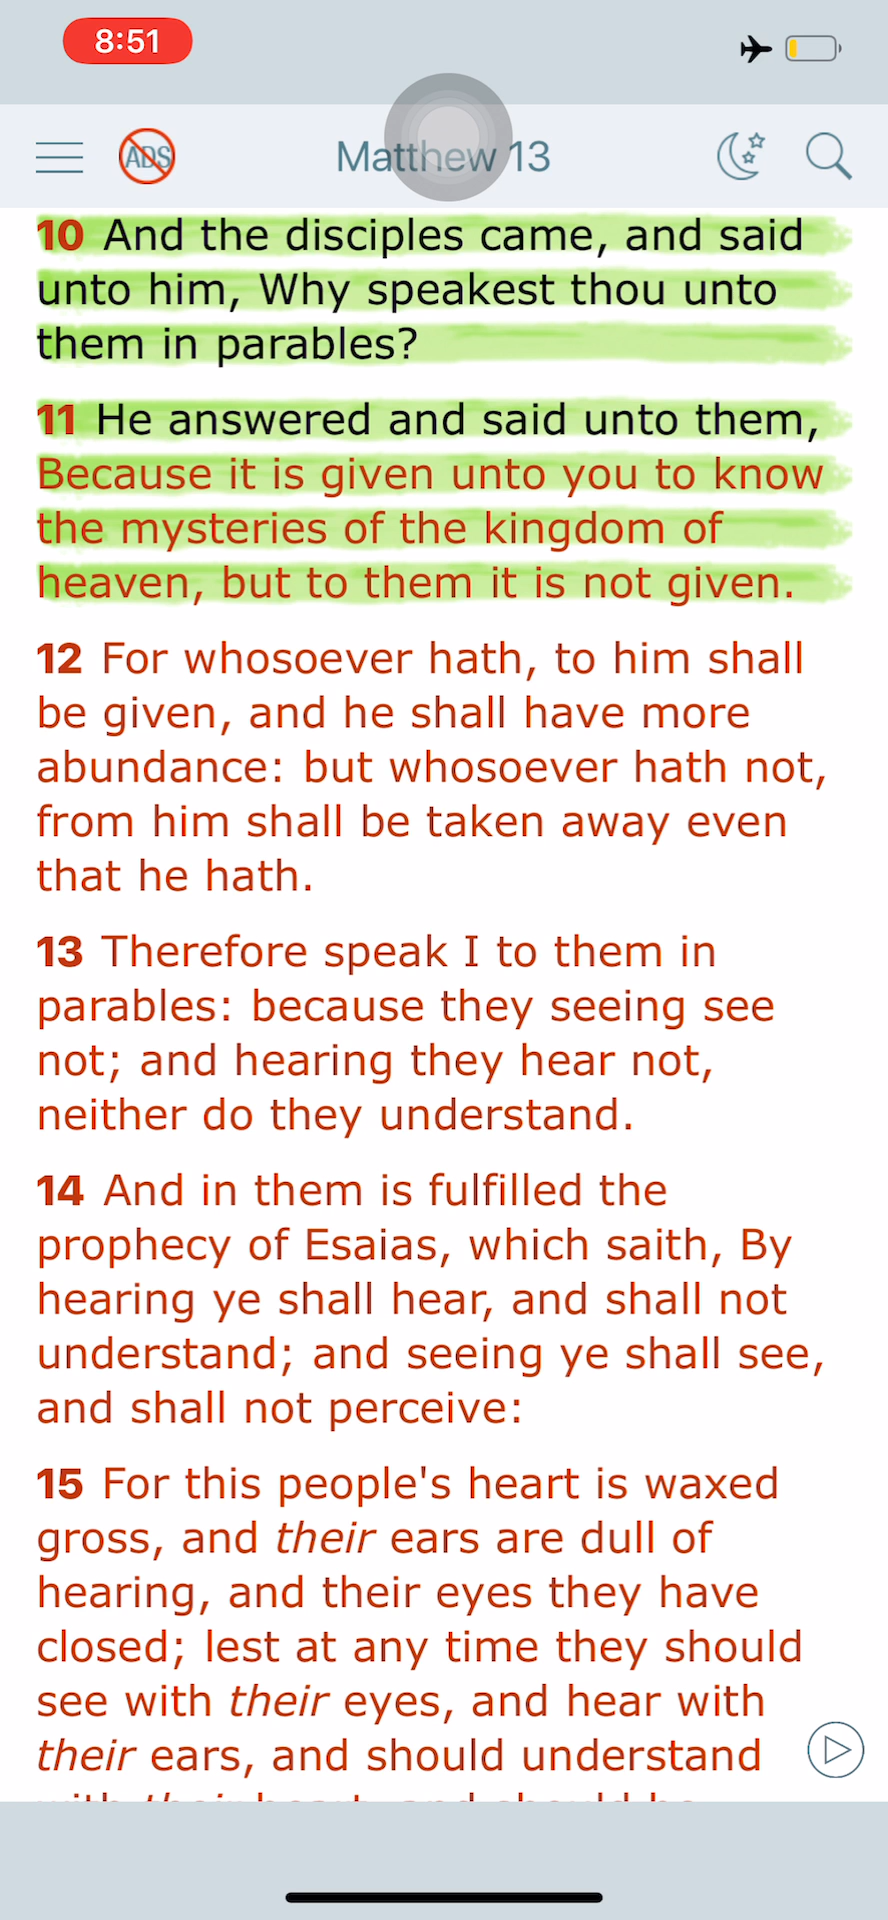 8:51
ADS
Matthew 13
10 And the disciples came, and said
unto him, Why speakest thou unto
them in parables?
11 He answered and said unto them,
Because it is given unto you to know
the mysteries of the kingdom of
heaven, but to them it is not given.
12 For whosoever hath, to him shall
be given, and he shall have more
abundance: but whosoever hath not,
from him shall be taken away even
that he hath.
13 Therefore speak I to them in
parables: because they seeing see
not; and hearing they hear not,
neither do they understand.
14 And in them is fulfilled the
prophecy of Esaias, which saith, By
hearing ye shall hear, and shall not
understand; and seeing ye shall see,
and shall not perceive:
15 For this people's heart is waxed
gross, and their ears are dull of
hearing, and their eyes they have
closed; lest at any time they should
see with their eyes, and hear with
their ears, and should understand